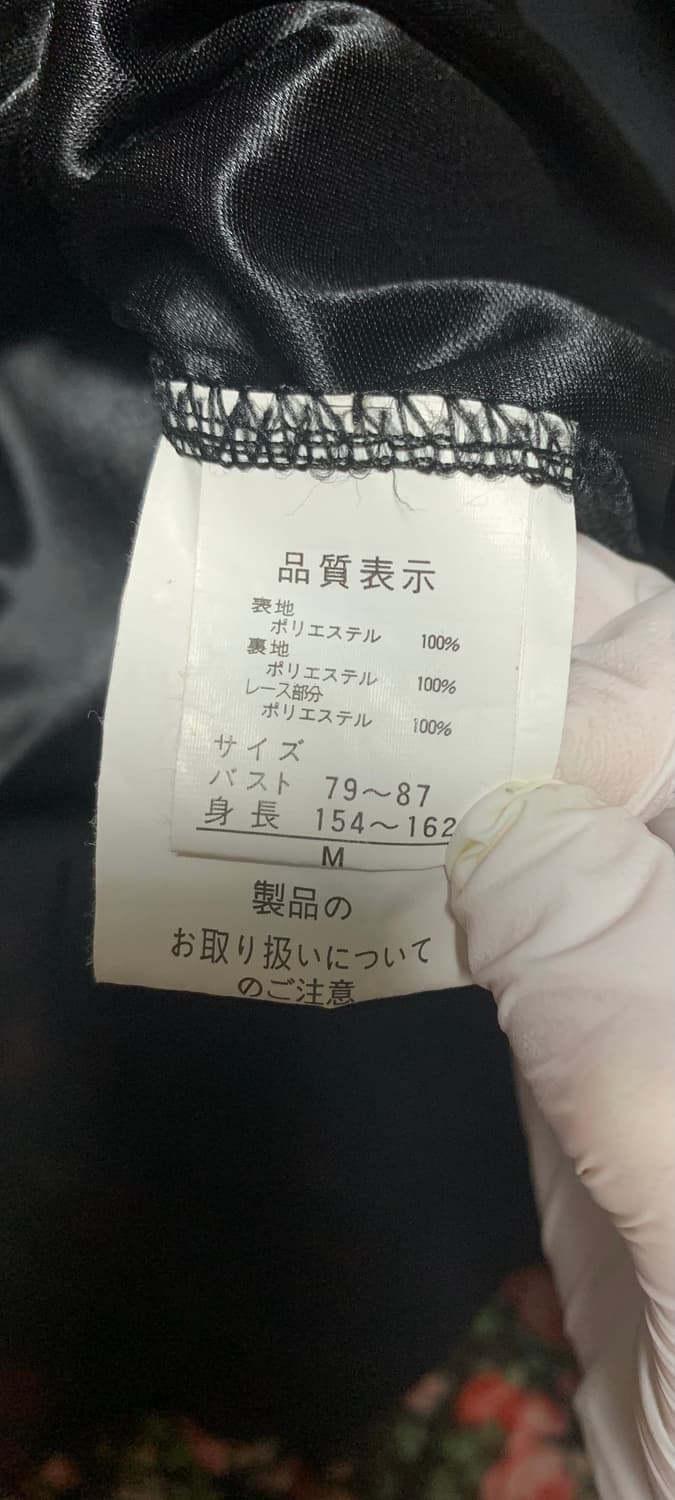 品質表示
表地
ポリエステル 100%
裏地
ポリエステル 100%
レース部分
ポリエステル 100%
サイズ
バスト 79～87
身長 154～162
M
製品の
お取り扱いについて
のご注意